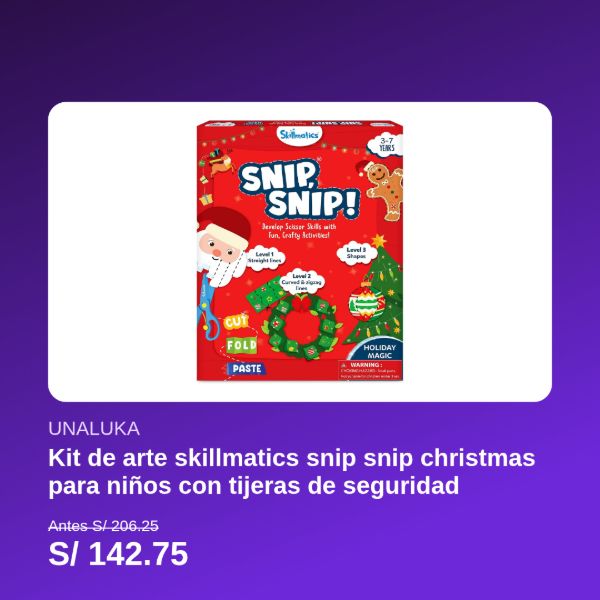 Skillmatics
3-7
YEARS
SNIP,
SNIP!
Develop Scissor Skills with
Fun, Crafty Activities!
Level 1
Straight lines
Level 3
Shapes
Level 2
Curved & zigzag
lines
CUT
FOLD
PASTE
HOLIDAY
MAGIC
WARNING:
UNALUKA
Kit de arte skillmatics snip snip christmas
para niños con tijeras de seguridad
Antes S/ 206.25
S/ 142.75